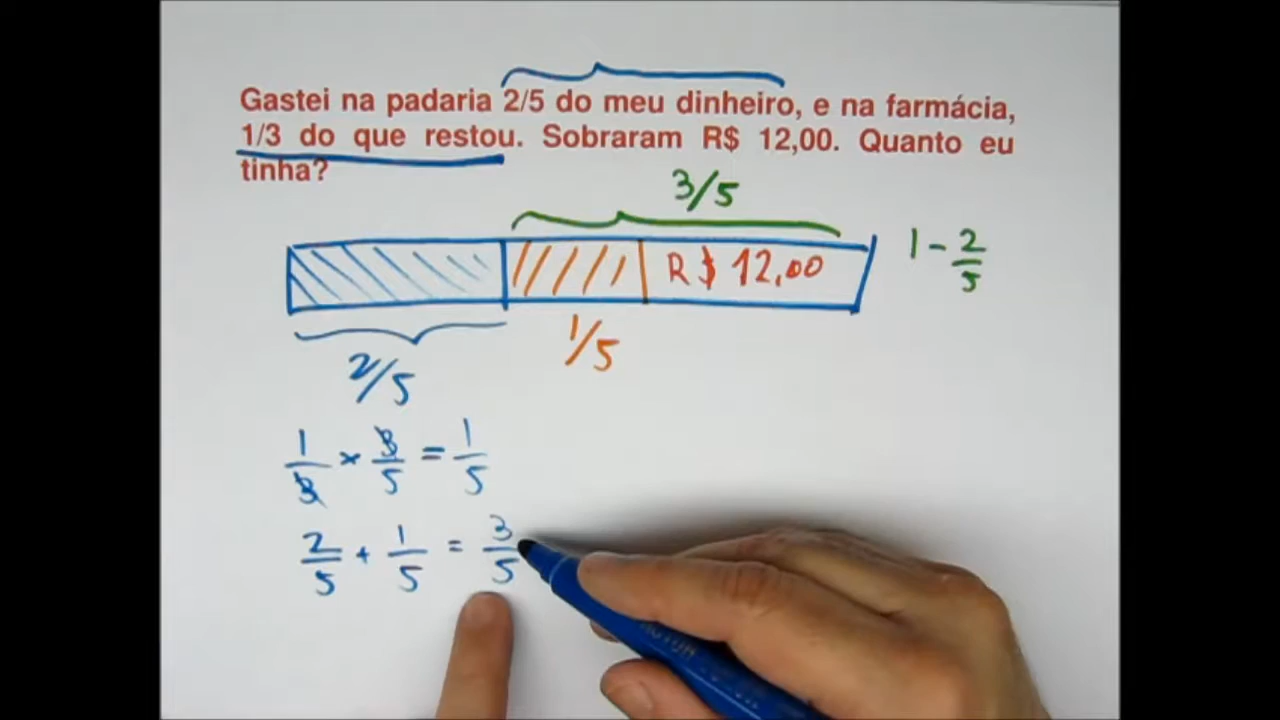 Gastei na padaria 2/5 do meu dinheiro, e na farmácia,
1/3 do que restou. Sobraram R$ 12,00. Quanto eu
tinha?
3/5
R$ 12,00
1 - 2/5
2/5
1/5
1/3 × 3/5 = 1/5
2/5 + 1/5 = 3/5